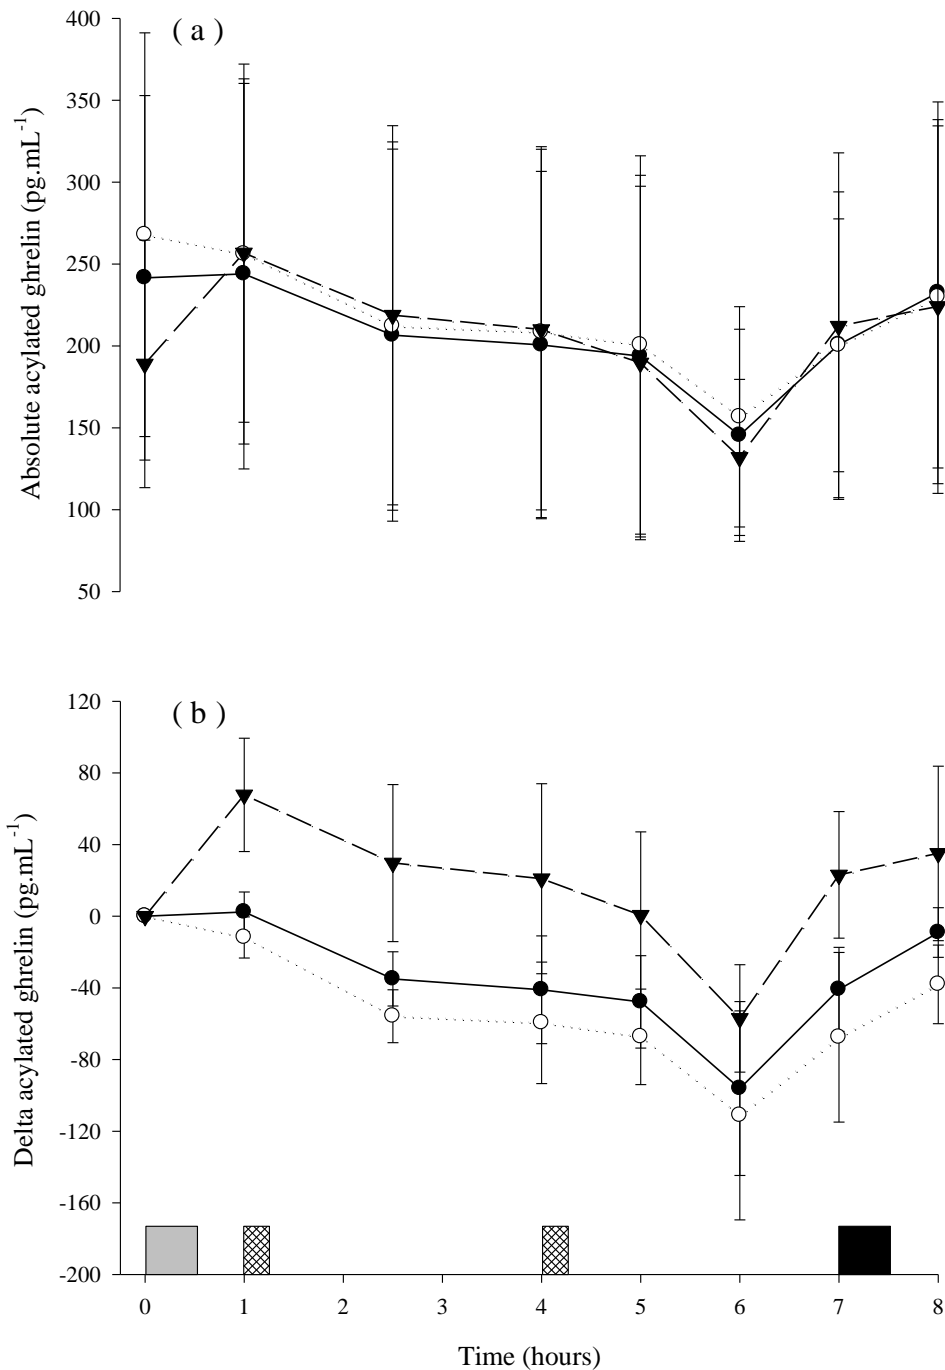 ( a )
Absolute acylated ghrelin (pg.mL⁻¹)
400
350
300
250
200
150
100
50
( b )
Delta acylated ghrelin (pg.mL⁻¹)
120
80
40
0
-40
-80
-120
-160
-200
0 1 2 3 4 5 6 7 8
Time (hours)